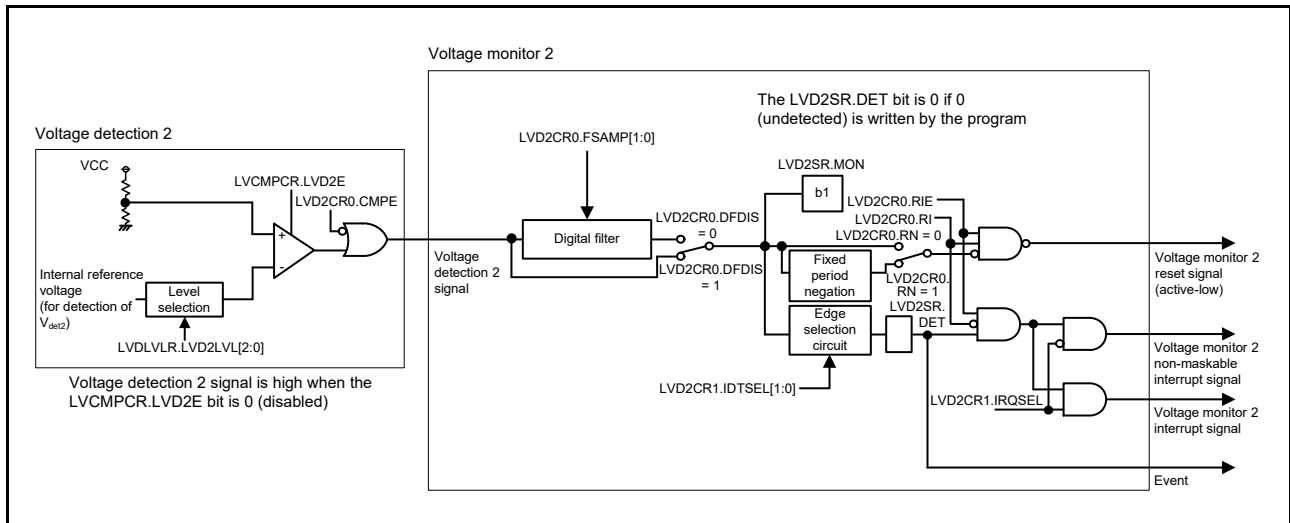 Voltage monitor 2
The LVD2SR.DET bit is 0 if 0
(undetected) is written by the program
Voltage detection 2
VCC
LVCMPCR.LVD2E
LVD2CR0.CMPE
+
-
Internal reference
voltage
(for detection of
Vdet2)
Level
selection
LVDLVLR.LVD2LVL[2:0]
Voltage detection 2 signal is high when the
LVCMPCR.LVD2E bit is 0 (disabled)
LVD2CR0.FSAMP[1:0]
Digital filter
Voltage
detection 2
signal
LVD2CR0.DFDIS
= 0
LVD2CR0.DFDIS
= 1
LVD2SR.MON
b1
LVD2CR0.RIE
LVD2CR0.RI
LVD2CR0.RN = 0
Fixed
period
negation
LVD2CR0.
RN = 1
LVD2SR.
DET
Edge
selection
circuit
LVD2CR1.IDTSEL[1:0]
LVD2CR1.IRQSEL
Voltage monitor 2
reset signal
(active-low)
Voltage monitor 2
non-maskable
interrupt signal
Voltage monitor 2
interrupt signal
Event